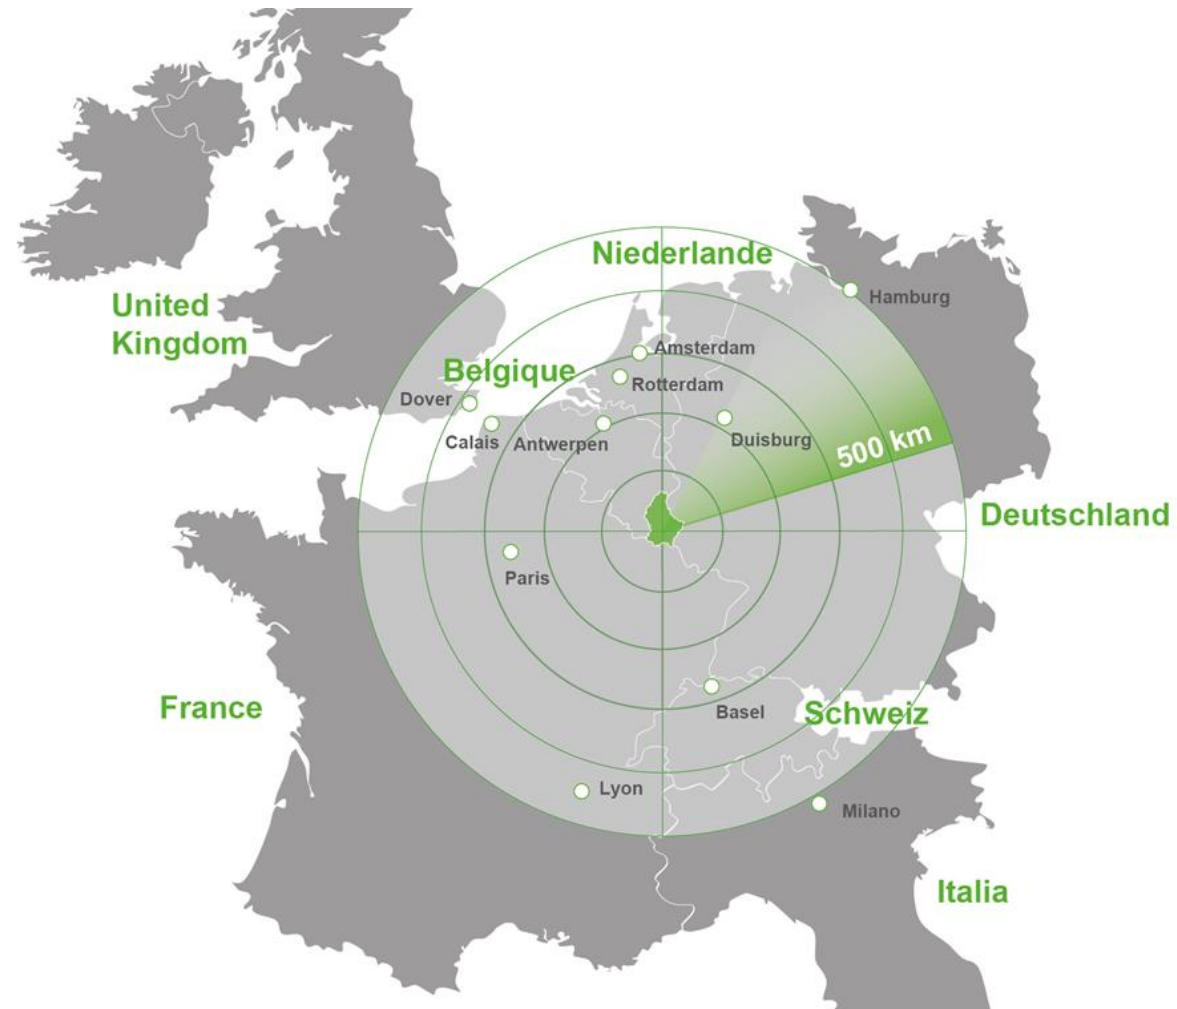 Niederlande
Hamburg
United
Kingdom
Amsterdam
Belgique
Rotterdam
Dover
Calais
Antwerpen
Duisburg
500 km
Deutschland
Paris
France
Basel
Schweiz
Lyon
Milano
Italia